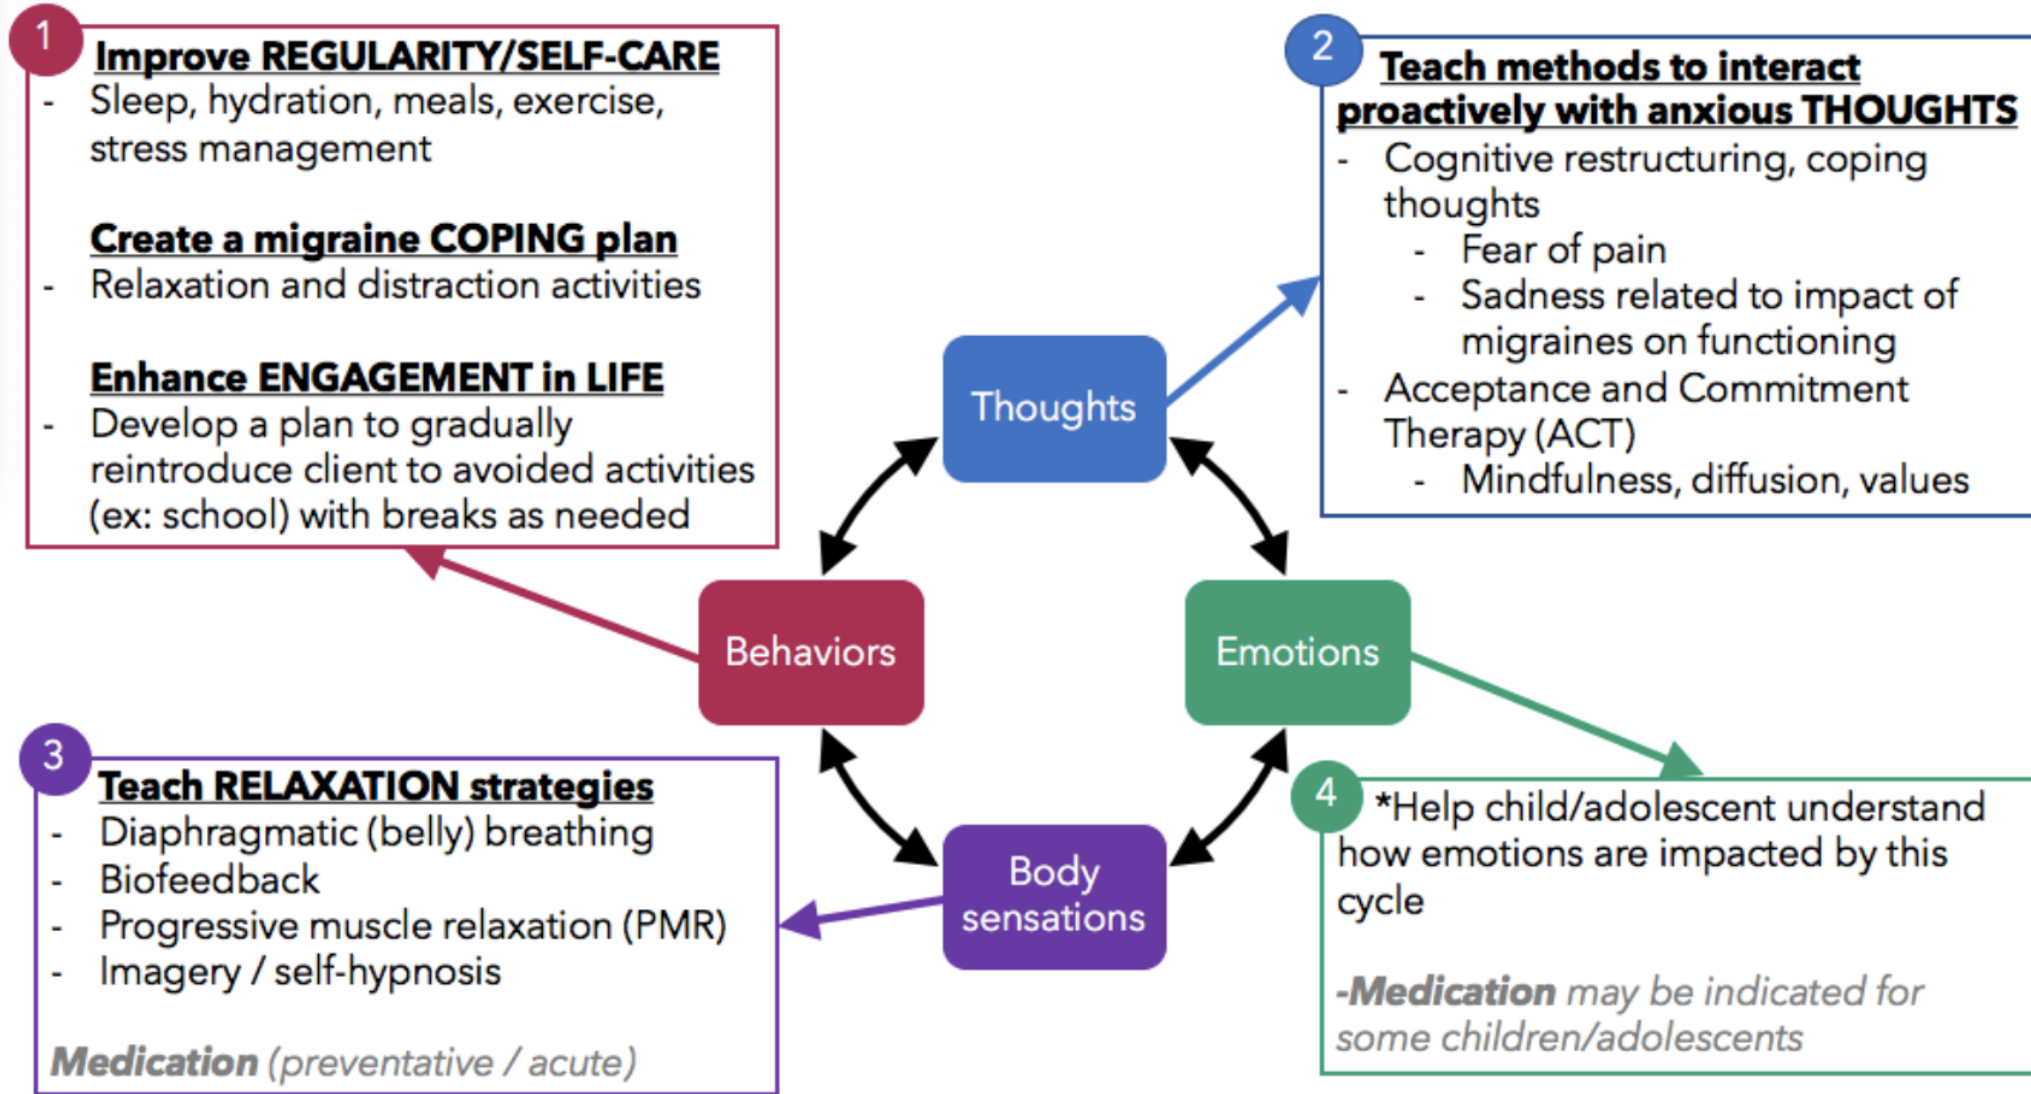 1
Improve REGULARITY/SELF-CARE
- Sleep, hydration, meals, exercise,
stress management
Create a migraine COPING plan
- Relaxation and distraction activities
Enhance ENGAGEMENT in LIFE
- Develop a plan to gradually
reintroduce client to avoided activities
(ex: school) with breaks as needed
2
Teach methods to interact
proactively with anxious THOUGHTS
- Cognitive restructuring, coping
thoughts
- Fear of pain
- Sadness related to impact of
migraines on functioning
- Acceptance and Commitment
Therapy (ACT)
- Mindfulness, diffusion, values
Thoughts
Behaviors
Emotions
Body
sensations
3
Teach RELAXATION strategies
- Diaphragmatic (belly) breathing
- Biofeedback
- Progressive muscle relaxation (PMR)
- Imagery / self-hypnosis
Medication (preventative / acute)
4
*Help child/adolescent understand
how emotions are impacted by this
cycle
-Medication may be indicated for
some children/adolescents